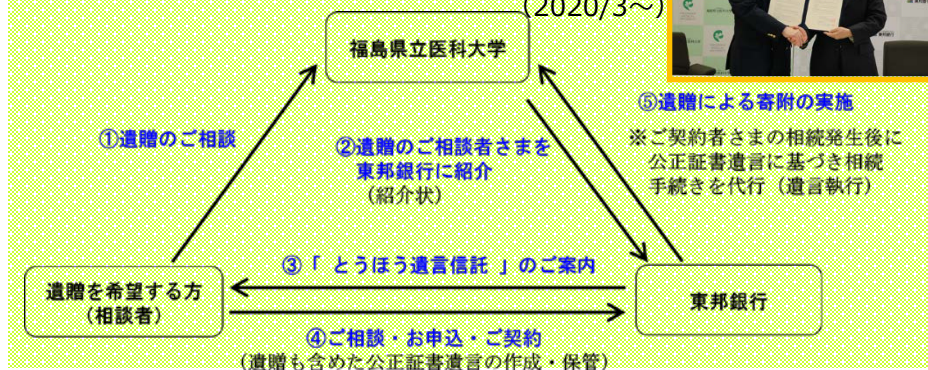 (2020/3～)
福島県立医科大学
①遺贈のご相談
②遺贈のご相談者さまを
東邦銀行に紹介
(紹介状)
⑤遺贈による寄附の実施
※ご契約者さまの相続発生後に
公正証書遺言に基づき相続
手続きを代行（遺言執行）
③「 とうほう遺言信託 」のご案内
遺贈を希望する方
(相談者)
東邦銀行
④ご相談・お申込・ご契約
(遺贈も含めた公正証書遺言の作成・保管)